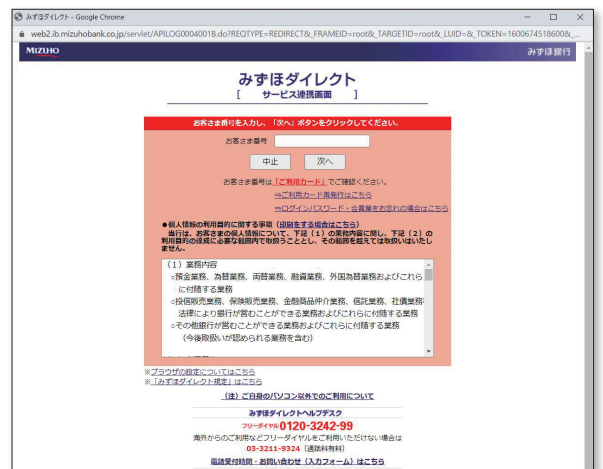 みずほダイレクト - Google Chrome
web2.ib.mizuhobank.co.jp/servlet/APILOG0004001B.do?REQTYPE=REDIRECT&_FRAMEID=root&_TARGETID=root&_LUID=&_TOKEN=16006745186008&_...
MIZUHO みずほ銀行
みずほダイレクト
[ サービス連携画面 ]
お客さま番号を入力し、「次へ」ボタンをクリックしてください。
お客さま番号
中止 次へ
お客さま番号は「ご利用カード」でご確認ください。
⇒ご利用カード再発行はこちら
⇒ログインパスワード・合言葉をお忘れの場合はこちら
●個人情報の利用目的に関する事項（印刷をする場合はこちら）
当行は、お客さまの個人情報について、下記（１）の業務内容に関し、下記（２）の
利用目的の達成に必要な範囲内で取扱うこととし、その範囲を超えては取扱いはいたし
ません。
（１）業務内容
○預金業務、為替業務、両替業務、融資業務、外国為替業務およびこれら
に付随する業務
○投信販売業務、保険販売業務、金融商品仲介業務、信託業務、社債業務
法律により銀行が営むことができる業務およびこれらに付随する業務
○その他銀行が営むことができる業務およびこれらに付随する業務
（今後取扱いが認められる業務を含む）
※ブラウザの設定についてはこちら
※「みずほダイレクト規定」はこちら
（注）ご自身のパソコン以外でのご利用について
みずほダイレクトヘルプデスク
フリーダイヤル 0120-3242-99
海外からのご利用などフリーダイヤルをご利用いただけない場合は
03-3211-9324（通話料有料）
電話受付時間・お問い合わせ（入力フォーム）はこちら